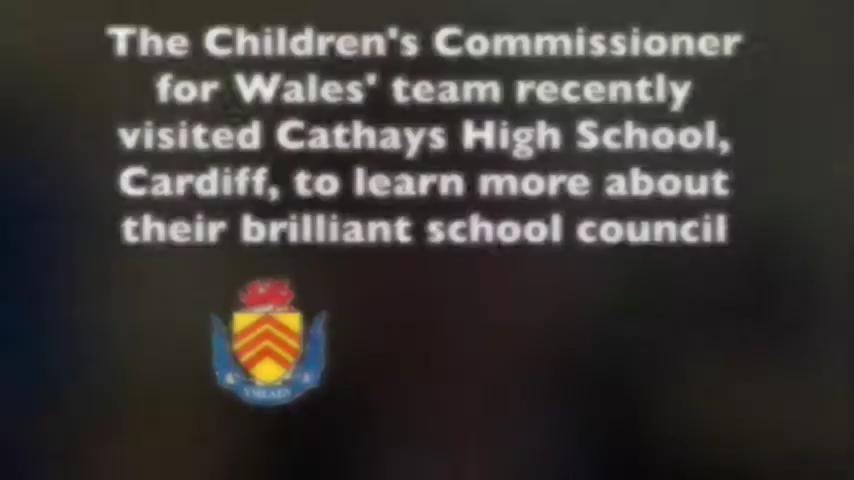 The Children's Commissioner
for Wales' team recently
visited Cathays High School,
Cardiff, to learn more about
their brilliant school council